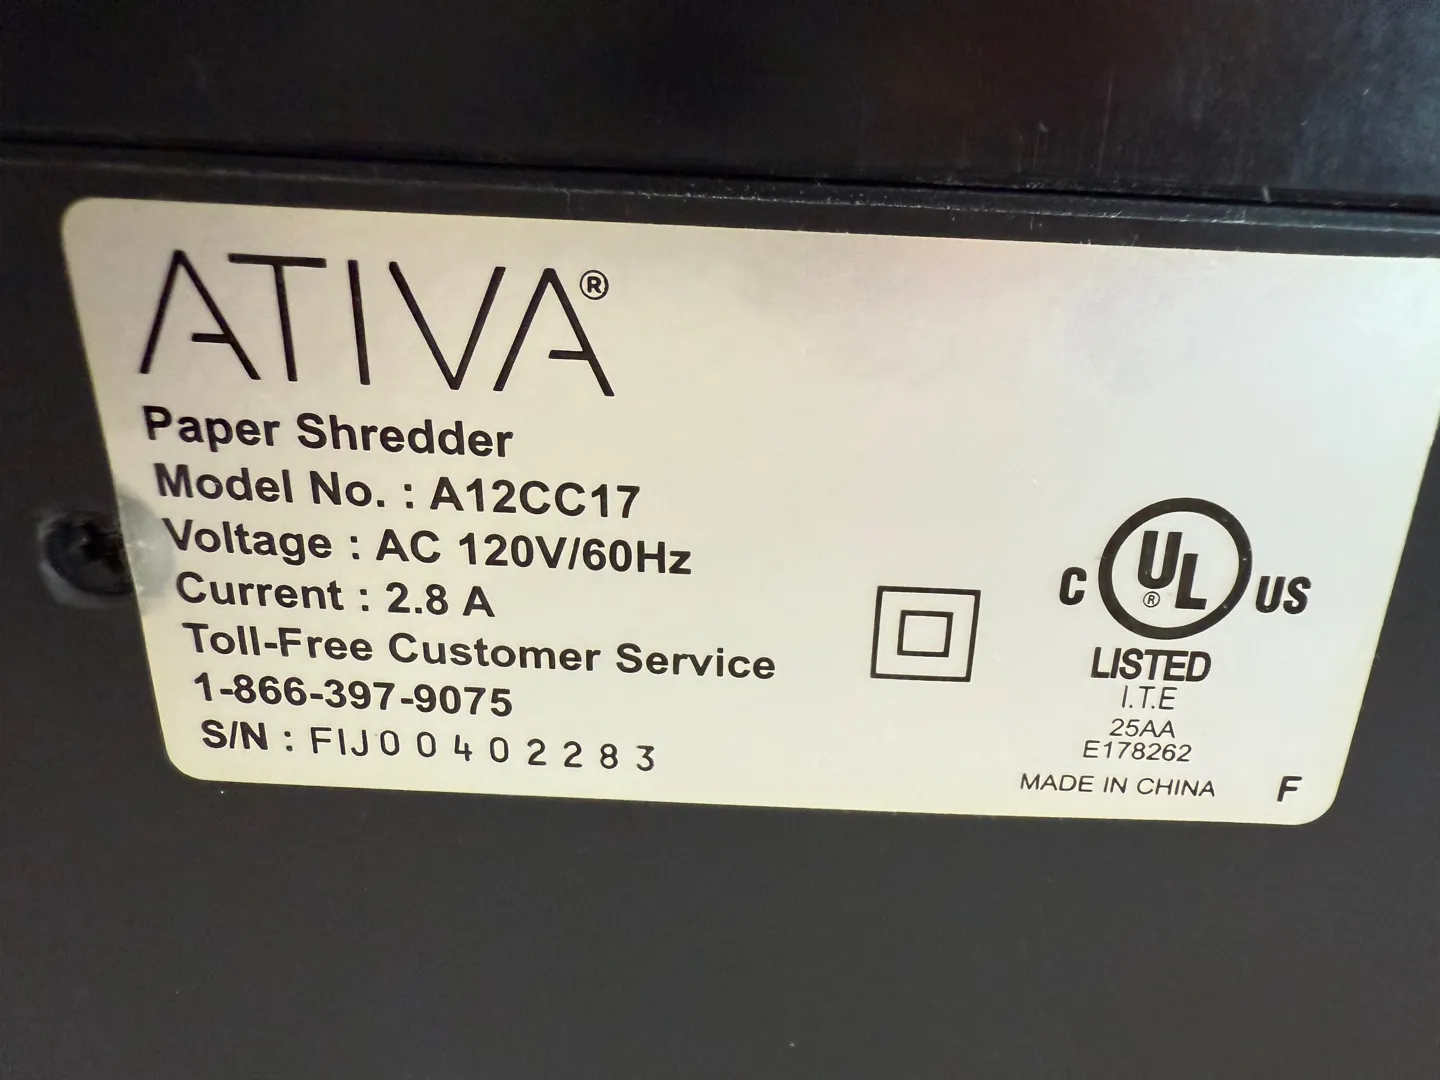 ATIVA®
Paper Shredder
Model No. : A12CC17
Voltage : AC 120V/60Hz
Current : 2.8 A
Toll-Free Customer Service
1-866-397-9075
S/N : FIJ00402283
C UL® US
LISTED
I.T.E
25AA
E178262
MADE IN CHINA
F